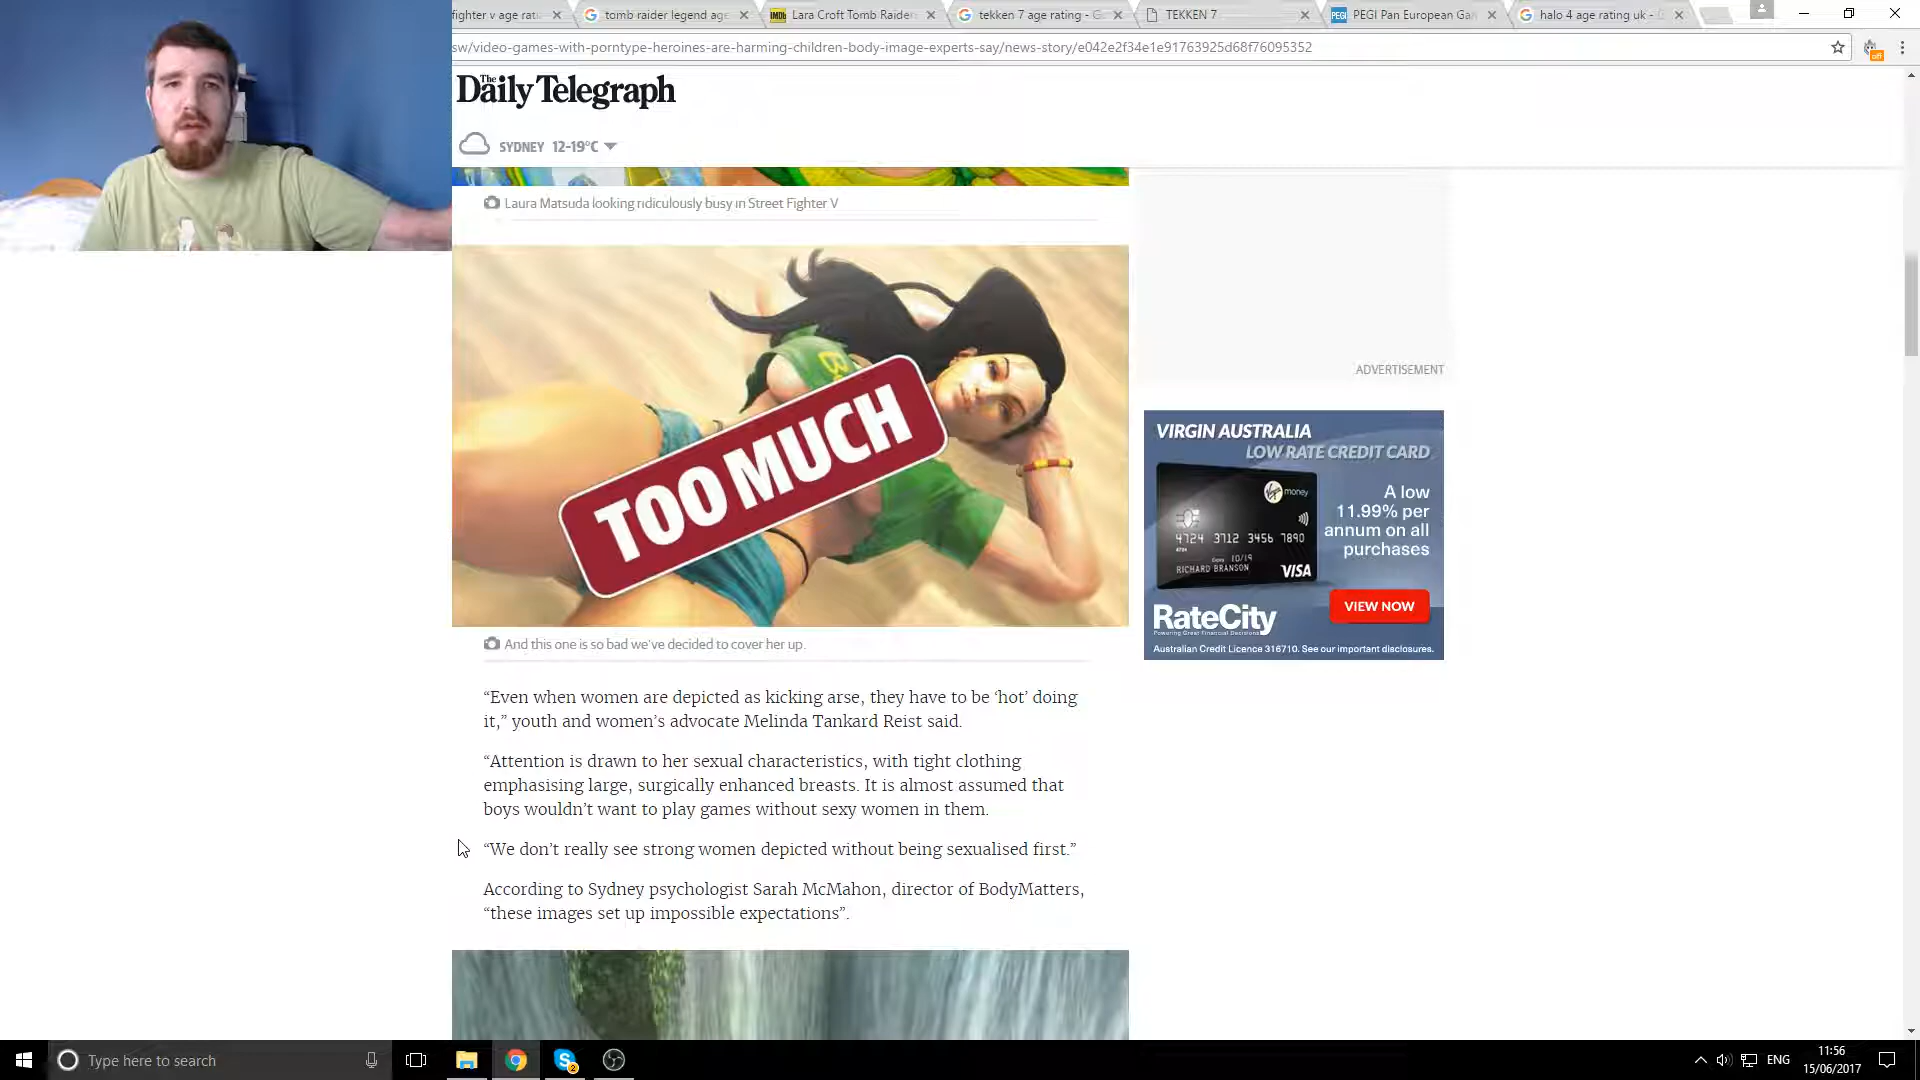 fighter v age rati
tomb raider legend age
Lara Croft Tomb Raider
tekken 7 age rating - G
TEKKEN 7
PEGI Pan European Ga
halo 4 age rating uk -
sw/video-games-with-porntype-heroines-are-harming-children-body-image-experts-say/news-story/e042e2f34e1e91763925d68f76095352
The Daily Telegraph
SYDNEY 12-19°C
Laura Matsuda looking ridiculously busy in Street Fighter V
TOO MUCH
And this one is so bad we've decided to cover her up.
“Even when women are depicted as kicking arse, they have to be ‘hot’ doing
it,” youth and women’s advocate Melinda Tankard Reist said.
“Attention is drawn to her sexual characteristics, with tight clothing
emphasising large, surgically enhanced breasts. It is almost assumed that
boys wouldn’t want to play games without sexy women in them.
“We don’t really see strong women depicted without being sexualised first.”
According to Sydney psychologist Sarah McMahon, director of BodyMatters,
“these images set up impossible expectations”.
ADVERTISEMENT
VIRGIN AUSTRALIA
LOW RATE CREDIT CARD
Virgin money
A low
11.99% per
annum on all
purchases
4724 3712 3456 7890
4724
10/19
RICHARD BRANSON
VISA
RateCity
Powering Great Financial Decisions
VIEW NOW
Australian Credit Licence 316710. See our important disclosures.
Type here to search
ENG
11:56
15/06/2017